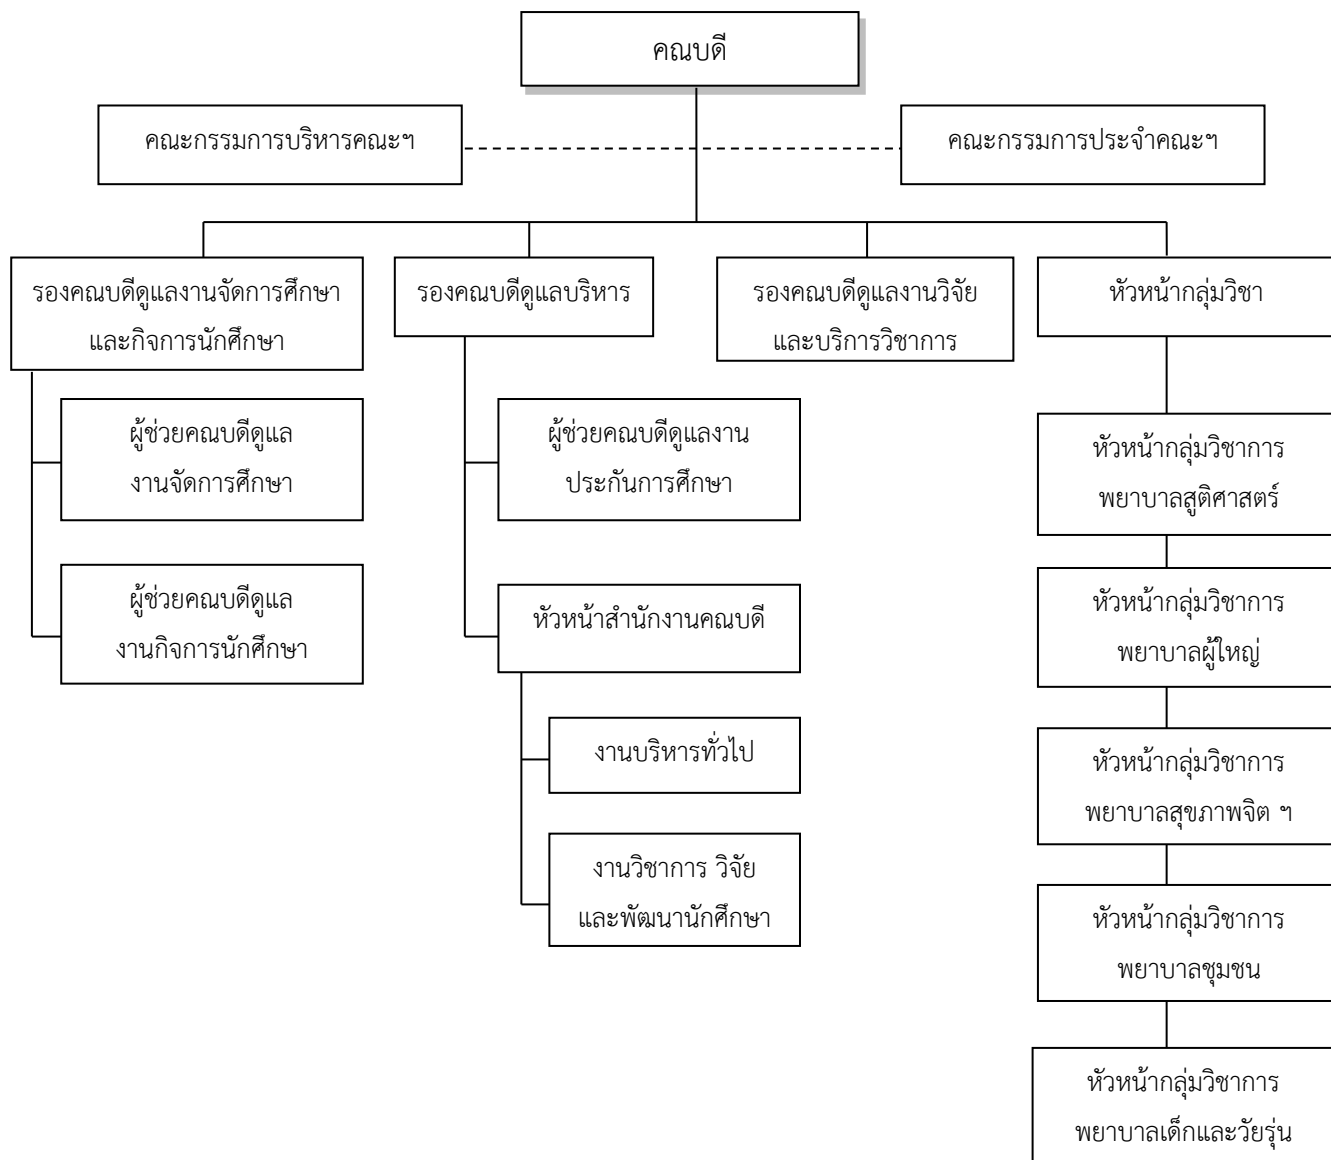 คณบดี
คณะกรรมการบริหารคณะฯ
คณะกรรมการประจำคณะฯ
รองคณบดีดูแลงานจัดการศึกษา
และกิจการนักศึกษา
รองคณบดีดูแลบริหาร
รองคณบดีดูแลงานวิจัย
และบริการวิชาการ
หัวหน้ากลุ่มวิชา
ผู้ช่วยคณบดีดูแล
งานจัดการศึกษา
ผู้ช่วยคณบดีดูแล
งานกิจการนักศึกษา
ผู้ช่วยคณบดีดูแลงาน
ประกันการศึกษา
หัวหน้าสำนักงานคณบดี
งานบริหารทั่วไป
งานวิชาการ วิจัย
และพัฒนานักศึกษา
หัวหน้ากลุ่มวิชาการ
พยาบาลสูติศาสตร์
หัวหน้ากลุ่มวิชาการ
พยาบาลผู้ใหญ่
หัวหน้ากลุ่มวิชาการ
พยาบาลสุขภาพจิต ฯ
หัวหน้ากลุ่มวิชาการ
พยาบาลชุมชน
หัวหน้ากลุ่มวิชาการ
พยาบาลเด็กและวัยรุ่น